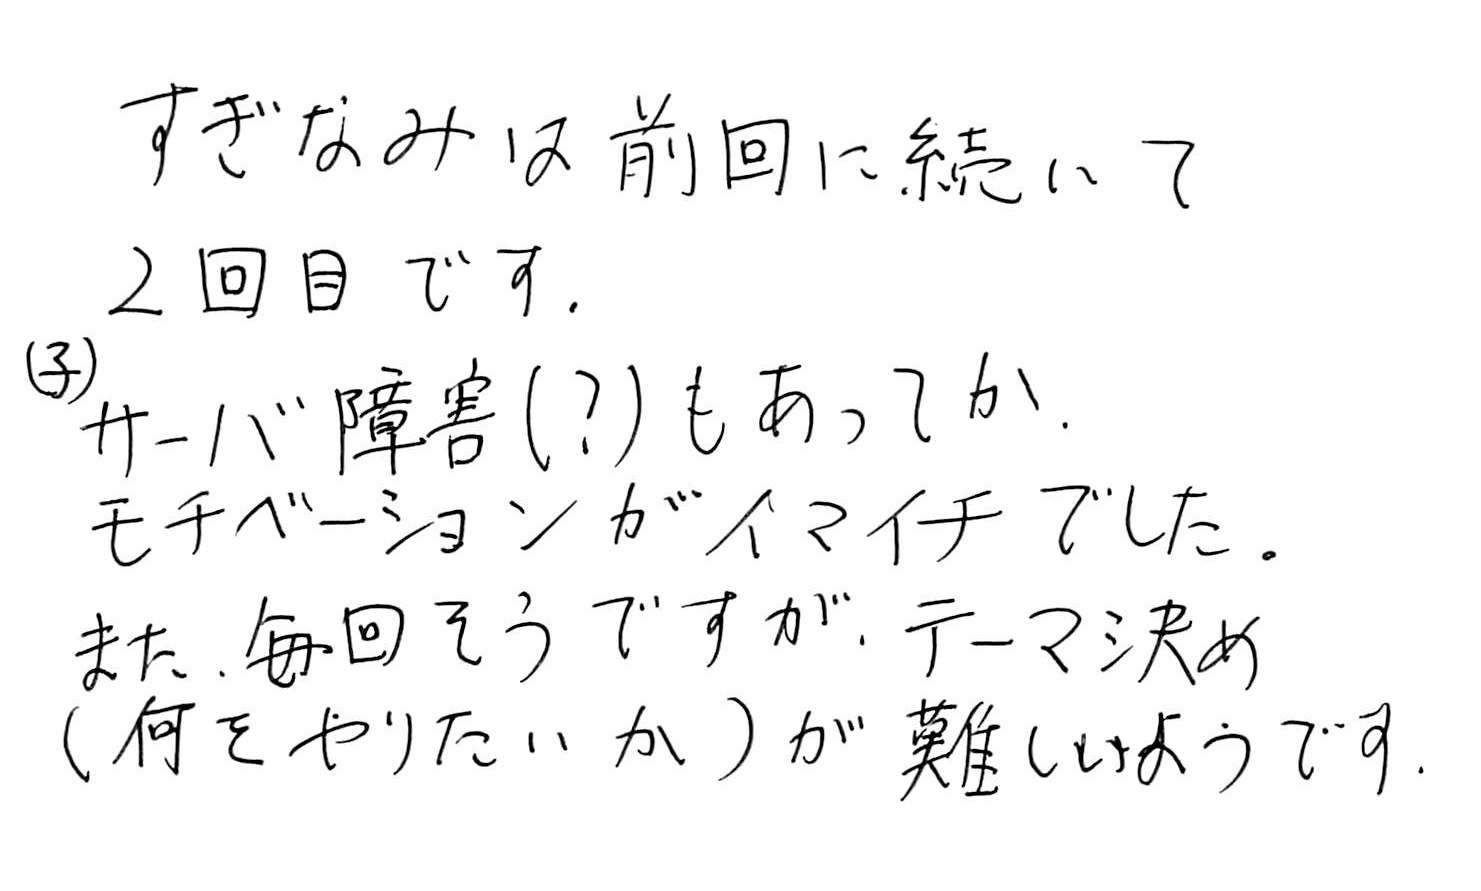 すぎなみは前回に続いて
2回目です.
(子)
サーバ障害(?)もあってか.
モチベーションがイマイチでした。
また.毎回そうですが.テーマ決め
(何をやりたいか)が難しいようです.